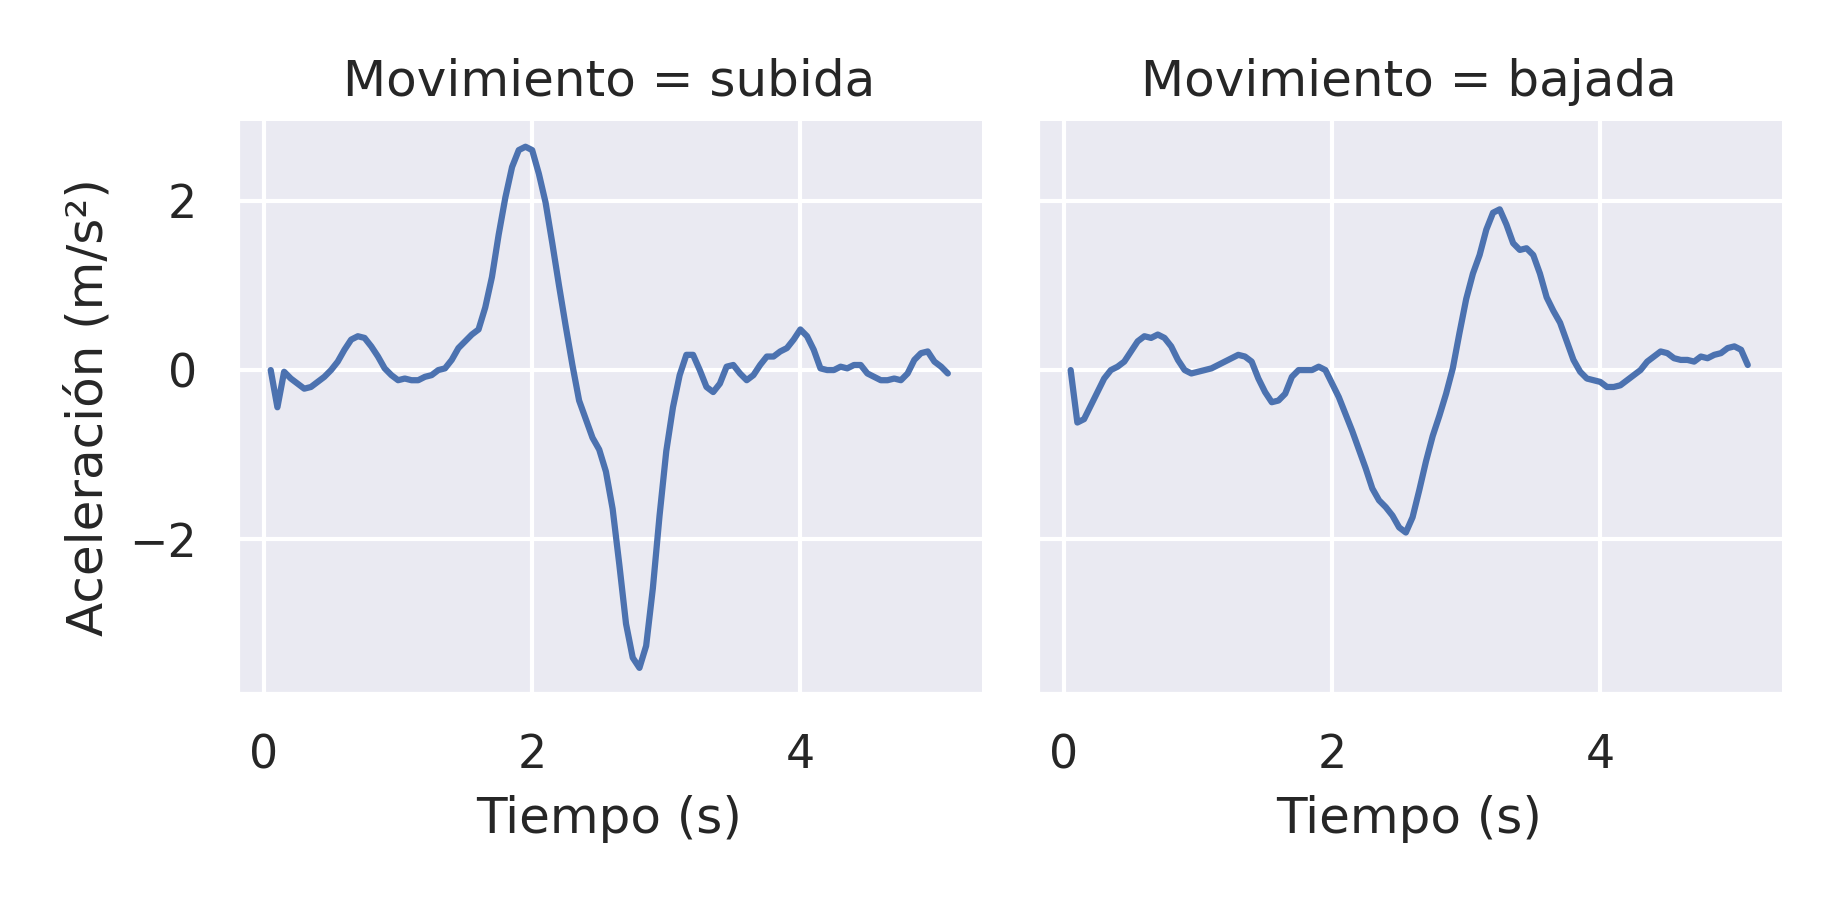 Movimiento = subida
Movimiento = bajada
Aceleración (m/s²)
2
0
−2
0 2 4
0 2 4
Tiempo (s)
Tiempo (s)